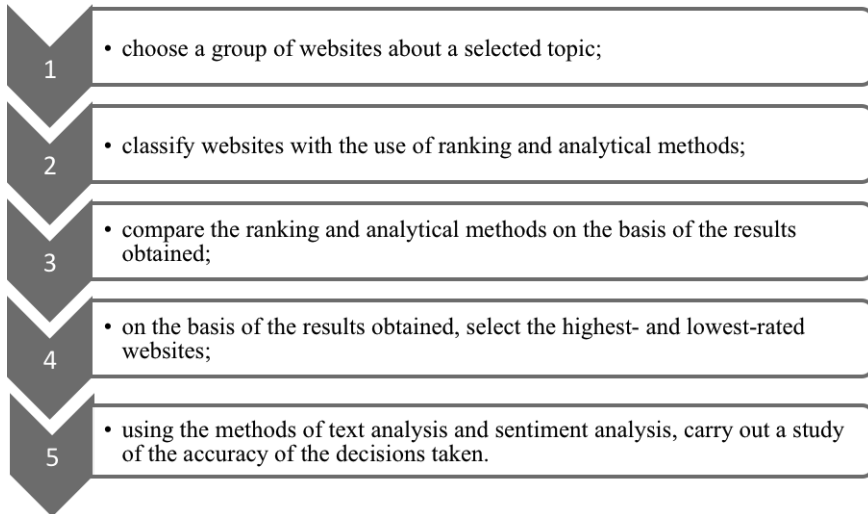 1
• choose a group of websites about a selected topic;
2
• classify websites with the use of ranking and analytical methods;
3
• compare the ranking and analytical methods on the basis of the results
obtained;
4
• on the basis of the results obtained, select the highest- and lowest-rated
websites;
5
• using the methods of text analysis and sentiment analysis, carry out a study
of the accuracy of the decisions taken.